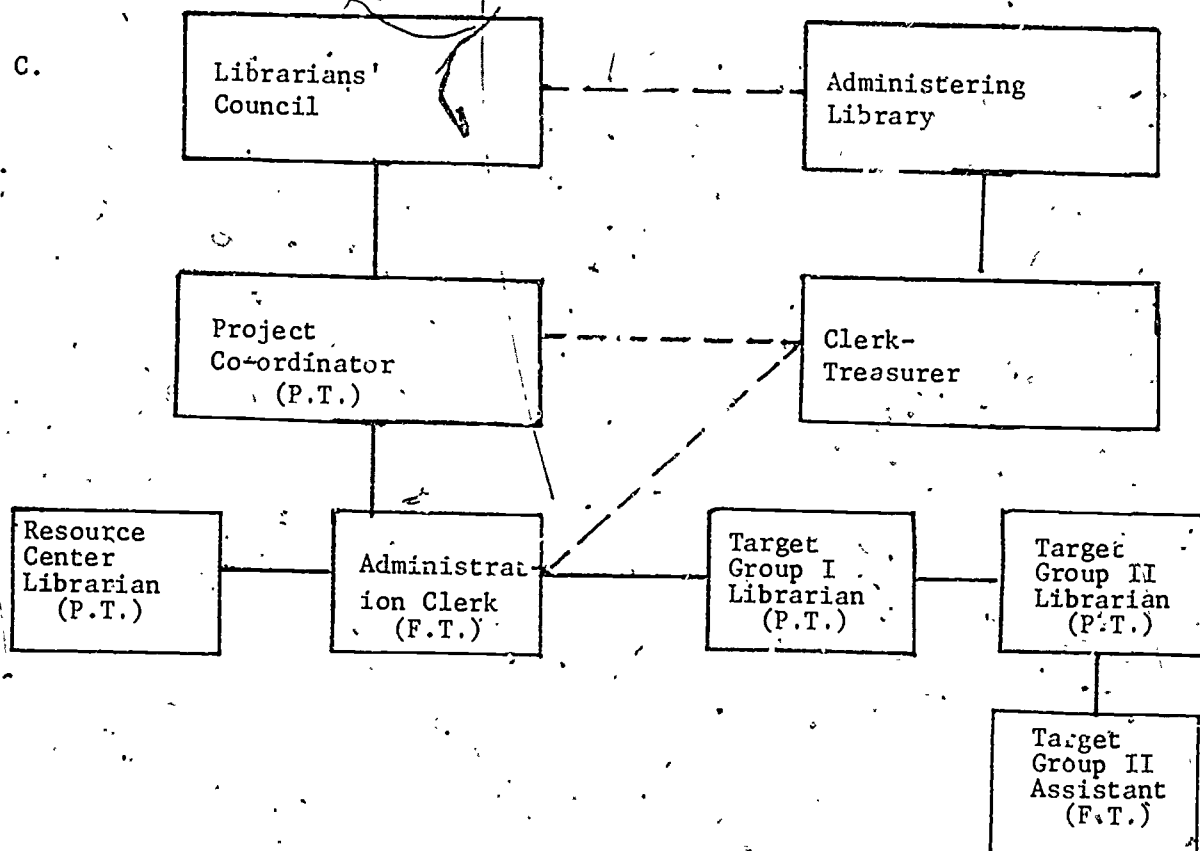 C.
Librarians'
Council
Administering
Library
Project
Co-ordinator
(P.T.)
Clerk-
Treasurer
Resource
Center
Librarian
(P.T.)
Administrat-
ion Clerk
(F.T.)
Target
Group I
Librarian
(P.T.)
Target
Group II
Librarian
(P.T.)
Target
Group II
Assistant
(F.T.)